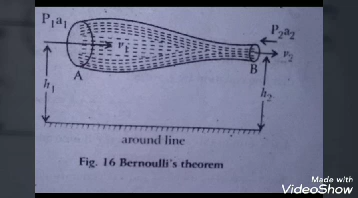 P₁a₁
P₂a₂
v₁
v₂
A
B
h₁
h₂
around line
Fig. 16 Bernoulli's theorem
Made with
VideoShow